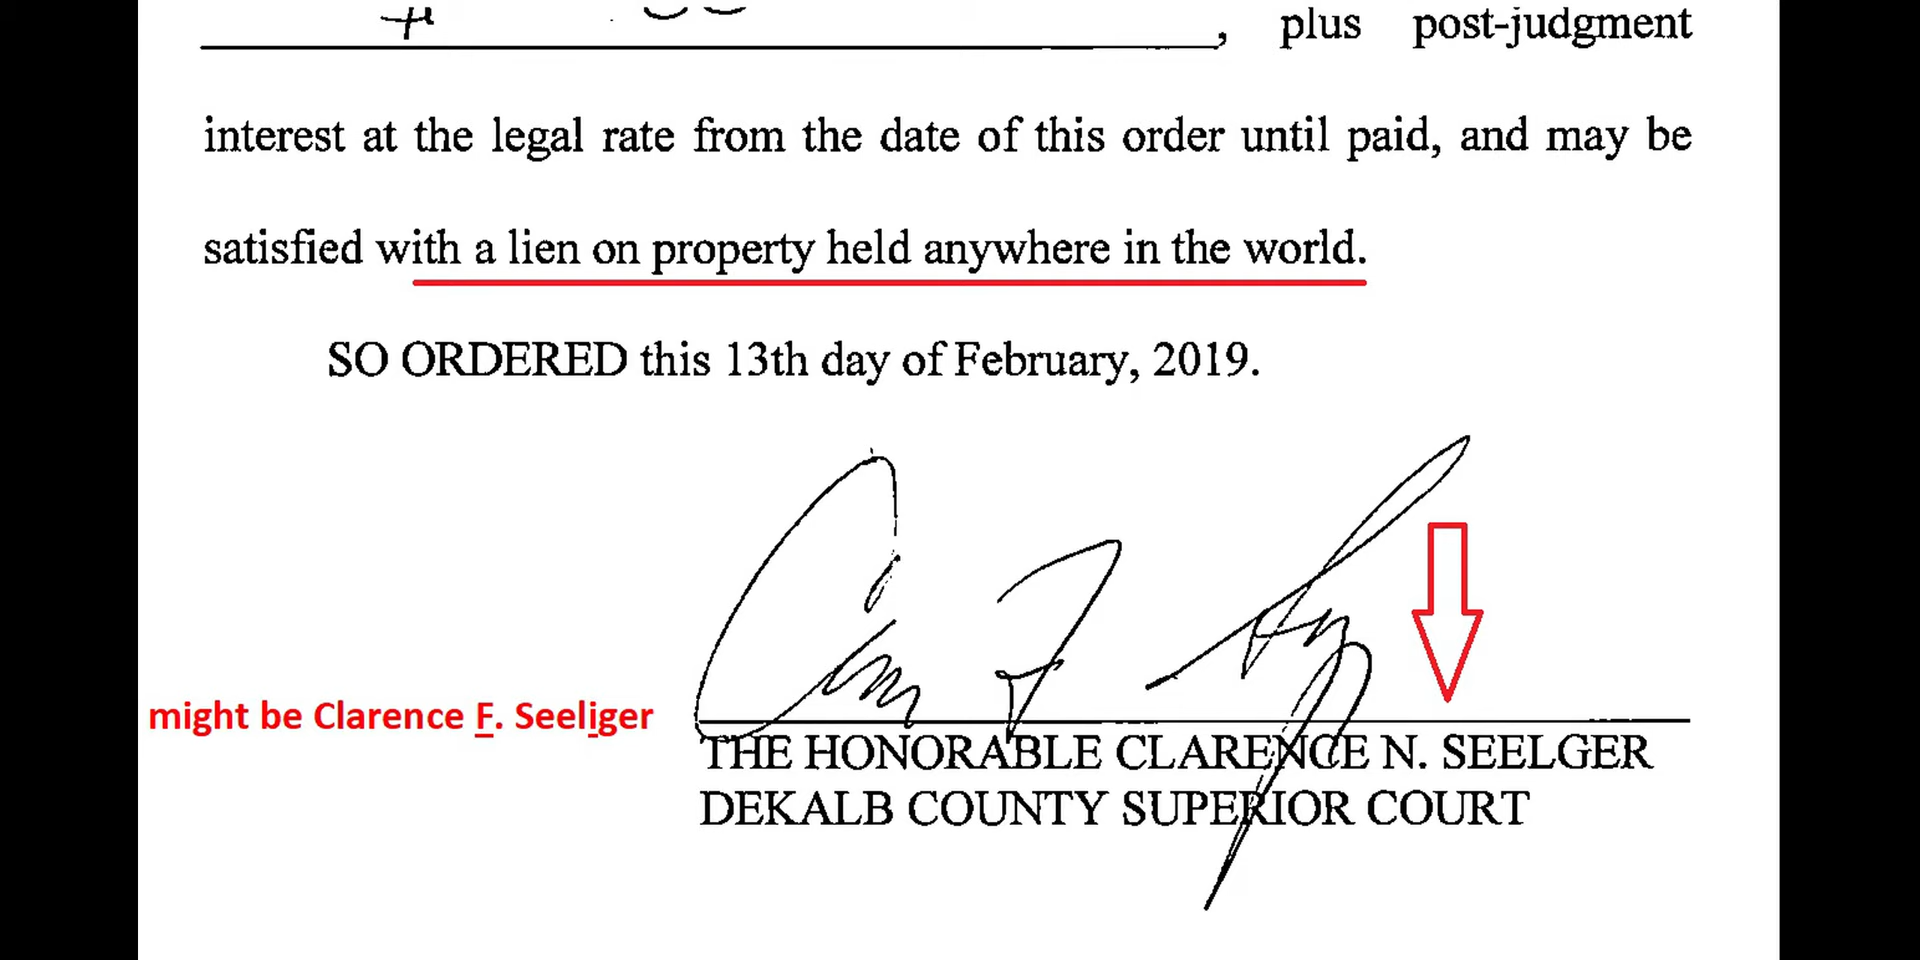 , plus post-judgment
interest at the legal rate from the date of this order until paid, and may be
satisfied with a lien on property held anywhere in the world.
SO ORDERED this 13th day of February, 2019.
might be Clarence F. Seeliger
THE HONORABLE CLARENCE N. SEELGER
DEKALB COUNTY SUPERIOR COURT